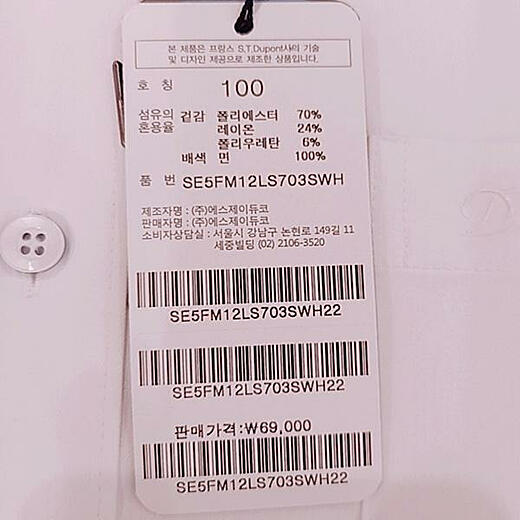 본 제품은 프랑스 S.T.Dupont사의 기술
및 디자인 제공으로 제조한 상품입니다.
호 칭 100
섬유의 겉감 폴리에스터 70%
혼용율 레이온 24%
폴리우레탄 6%
배색 면 100%
품 번 SE5FM12LS703SWH
제조자명 : (주)에스제이듀코
판매자명 : (주)에스제이듀코
소비자상담실 : 서울시 강남구 논현로 149길 11
세중빌딩 (02) 2106-3520
SE5FM12LS703SWH22
SE5FM12LS703SWH22
판매가격:₩69,000
SE5FM12LS703SWH22